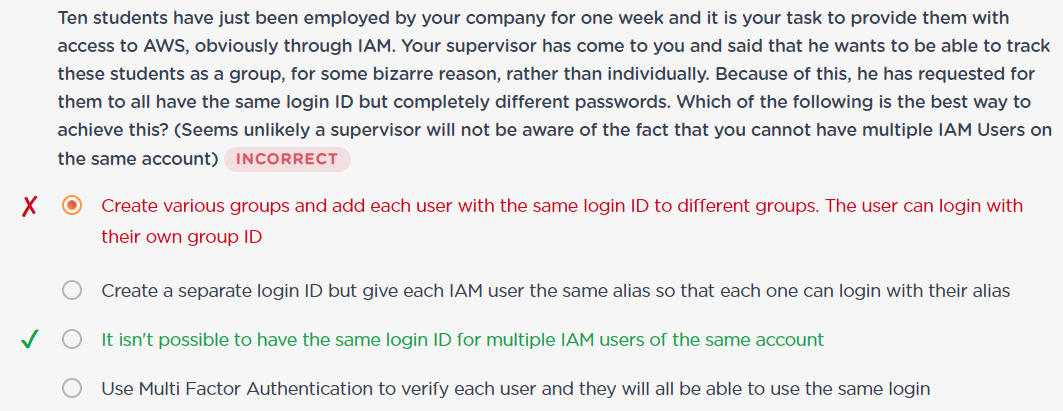 Ten students have just been employed by your company for one week and it is your task to provide them with
access to AWS, obviously through IAM. Your supervisor has come to you and said that he wants to be able to track
these students as a group, for some bizarre reason, rather than individually. Because of this, he has requested for
them to all have the same login ID but completely different passwords. Which of the following is the best way to
achieve this? (Seems unlikely a supervisor will not be aware of the fact that you cannot have multiple IAM Users on
the same account) INCORRECT
Create various groups and add each user with the same login ID to different groups. The user can login with
their own group ID
Create a separate login ID but give each IAM user the same alias so that each one can login with their alias
It isn't possible to have the same login ID for multiple IAM users of the same account
Use Multi Factor Authentication to verify each user and they will all be able to use the same login